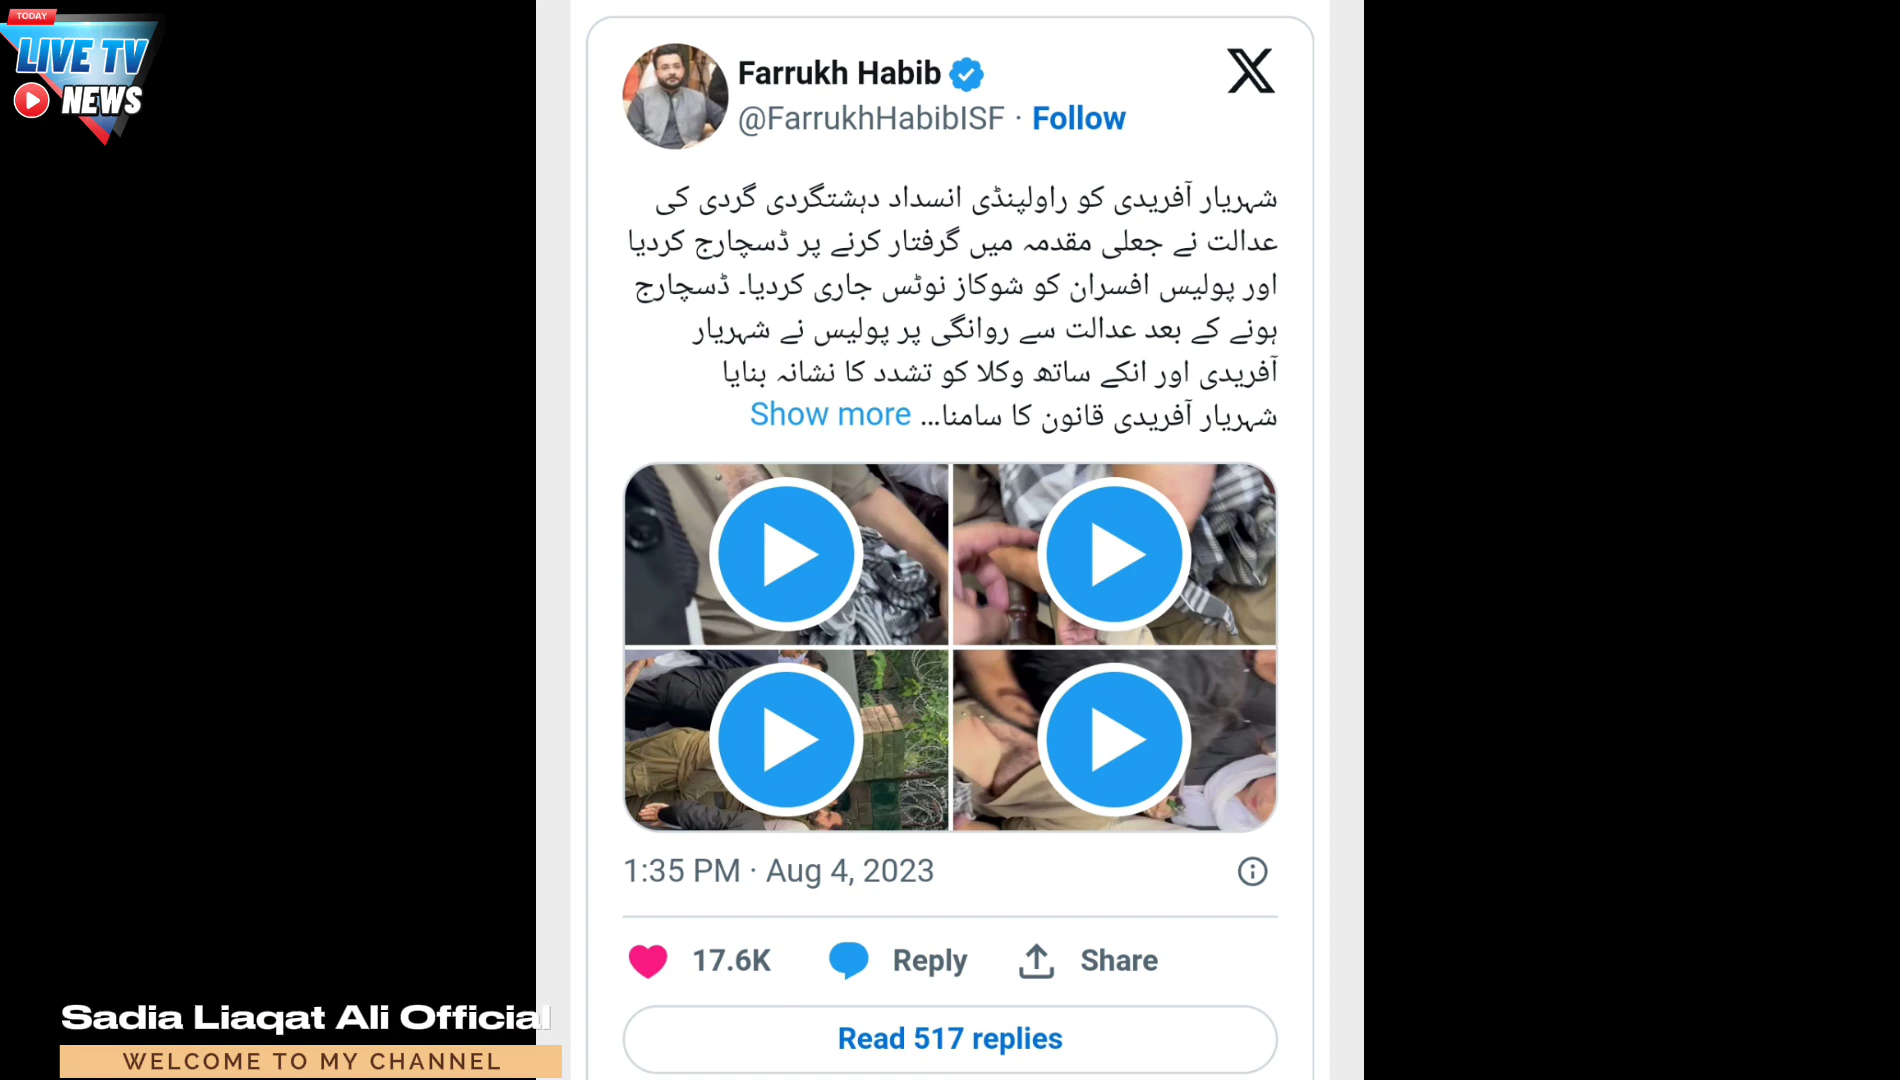 TODAY
LIVE TV
NEWS
Farrukh Habib
@FarrukhHabibISF · Follow
شہریار آفریدی کو راولپنڈی انسداد دہشتگردی گردی کی
عدالت نے جعلی مقدمہ میں گرفتار کرنے پر ڈسچارج کردیا
اور پولیس افسران کو شوکاز نوٹس جاری کردیا۔ ڈسچارج
ہونے کے بعد عدالت سے روانگی پر پولیس نے شہریار
آفریدی اور انکے ساتھ وکلا کو تشدد کا نشانہ بنایا
شہریار آفریدی قانون کا سامنا... Show more
1:35 PM · Aug 4, 2023
17.6K Reply Share
Read 517 replies
Sadia Liaqat Ali Official
WELCOME TO MY CHANNEL